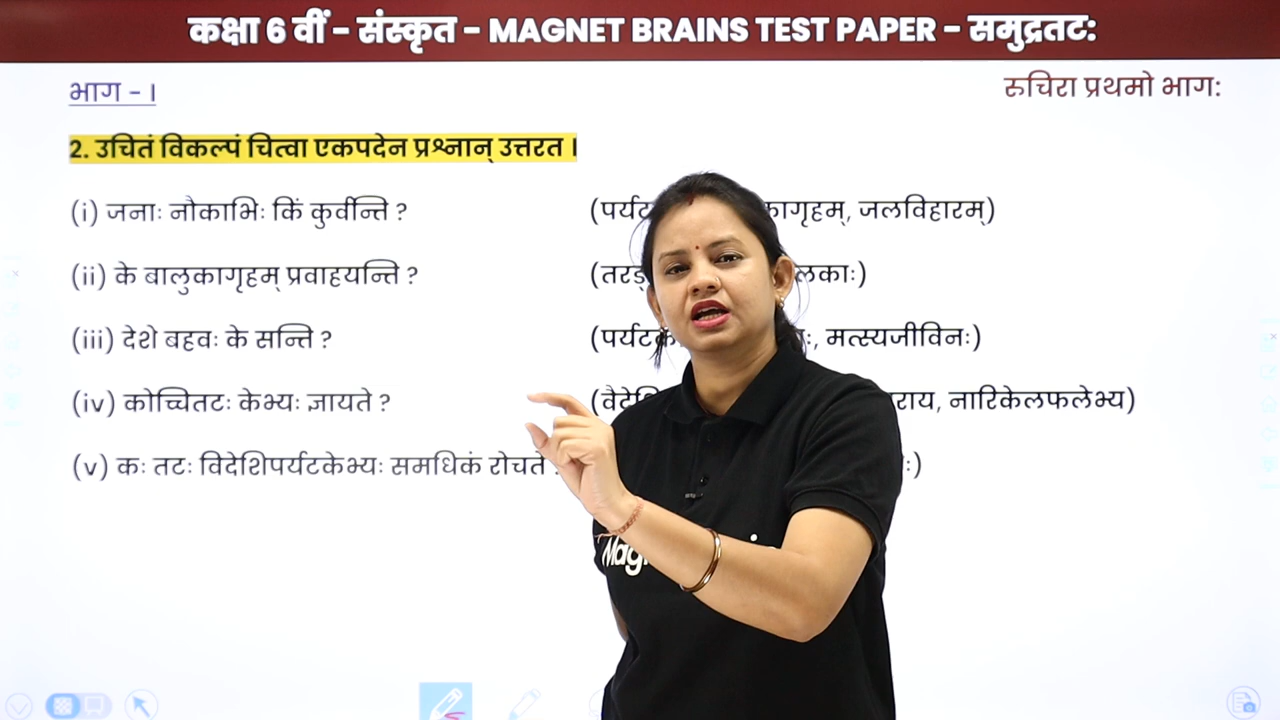 कक्षा 6 वीं - संस्कृत - MAGNET BRAINS TEST PAPER - समुद्रतट:
भाग - I
रुचिरा प्रथमो भाग:
2. उचितं विकल्पं चित्वा एकपदेन प्रश्नान् उत्तरत ।
(i) जनाः नौकाभिः किं कुर्वन्ति ? जलविहारम्)
(ii) के बालुकागृहम् प्रवाहयन्ति ?
(iii) देशे बहवः के सन्ति ? मत्स्यजीविनः)
(iv) कोच्चितटः केभ्यः ज्ञायते ? नारिकेलफलेभ्य)
(v) कः तटः विदेशिपर्यटकेभ्यः समधिकं रोचते